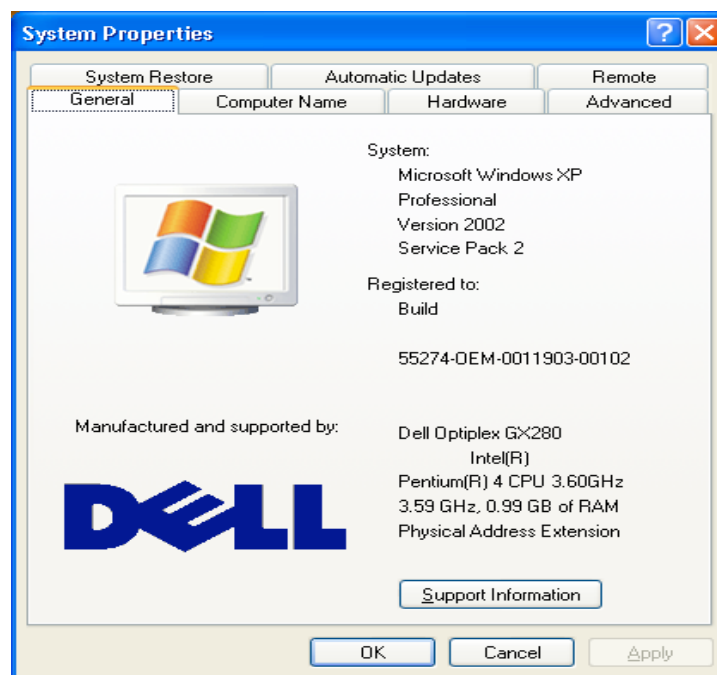 System Properties
System Restore Automatic Updates Remote
General Computer Name Hardware Advanced
System:
Microsoft Windows XP
Professional
Version 2002
Service Pack 2
Registered to:
Build
55274-OEM-0011903-00102
Manufactured and supported by:
Dell Optiplex GX280
Intel(R)
Pentium(R) 4 CPU 3.60GHz
3.59 GHz, 0.99 GB of RAM
Physical Address Extension
DELL
Support Information
OK Cancel Apply